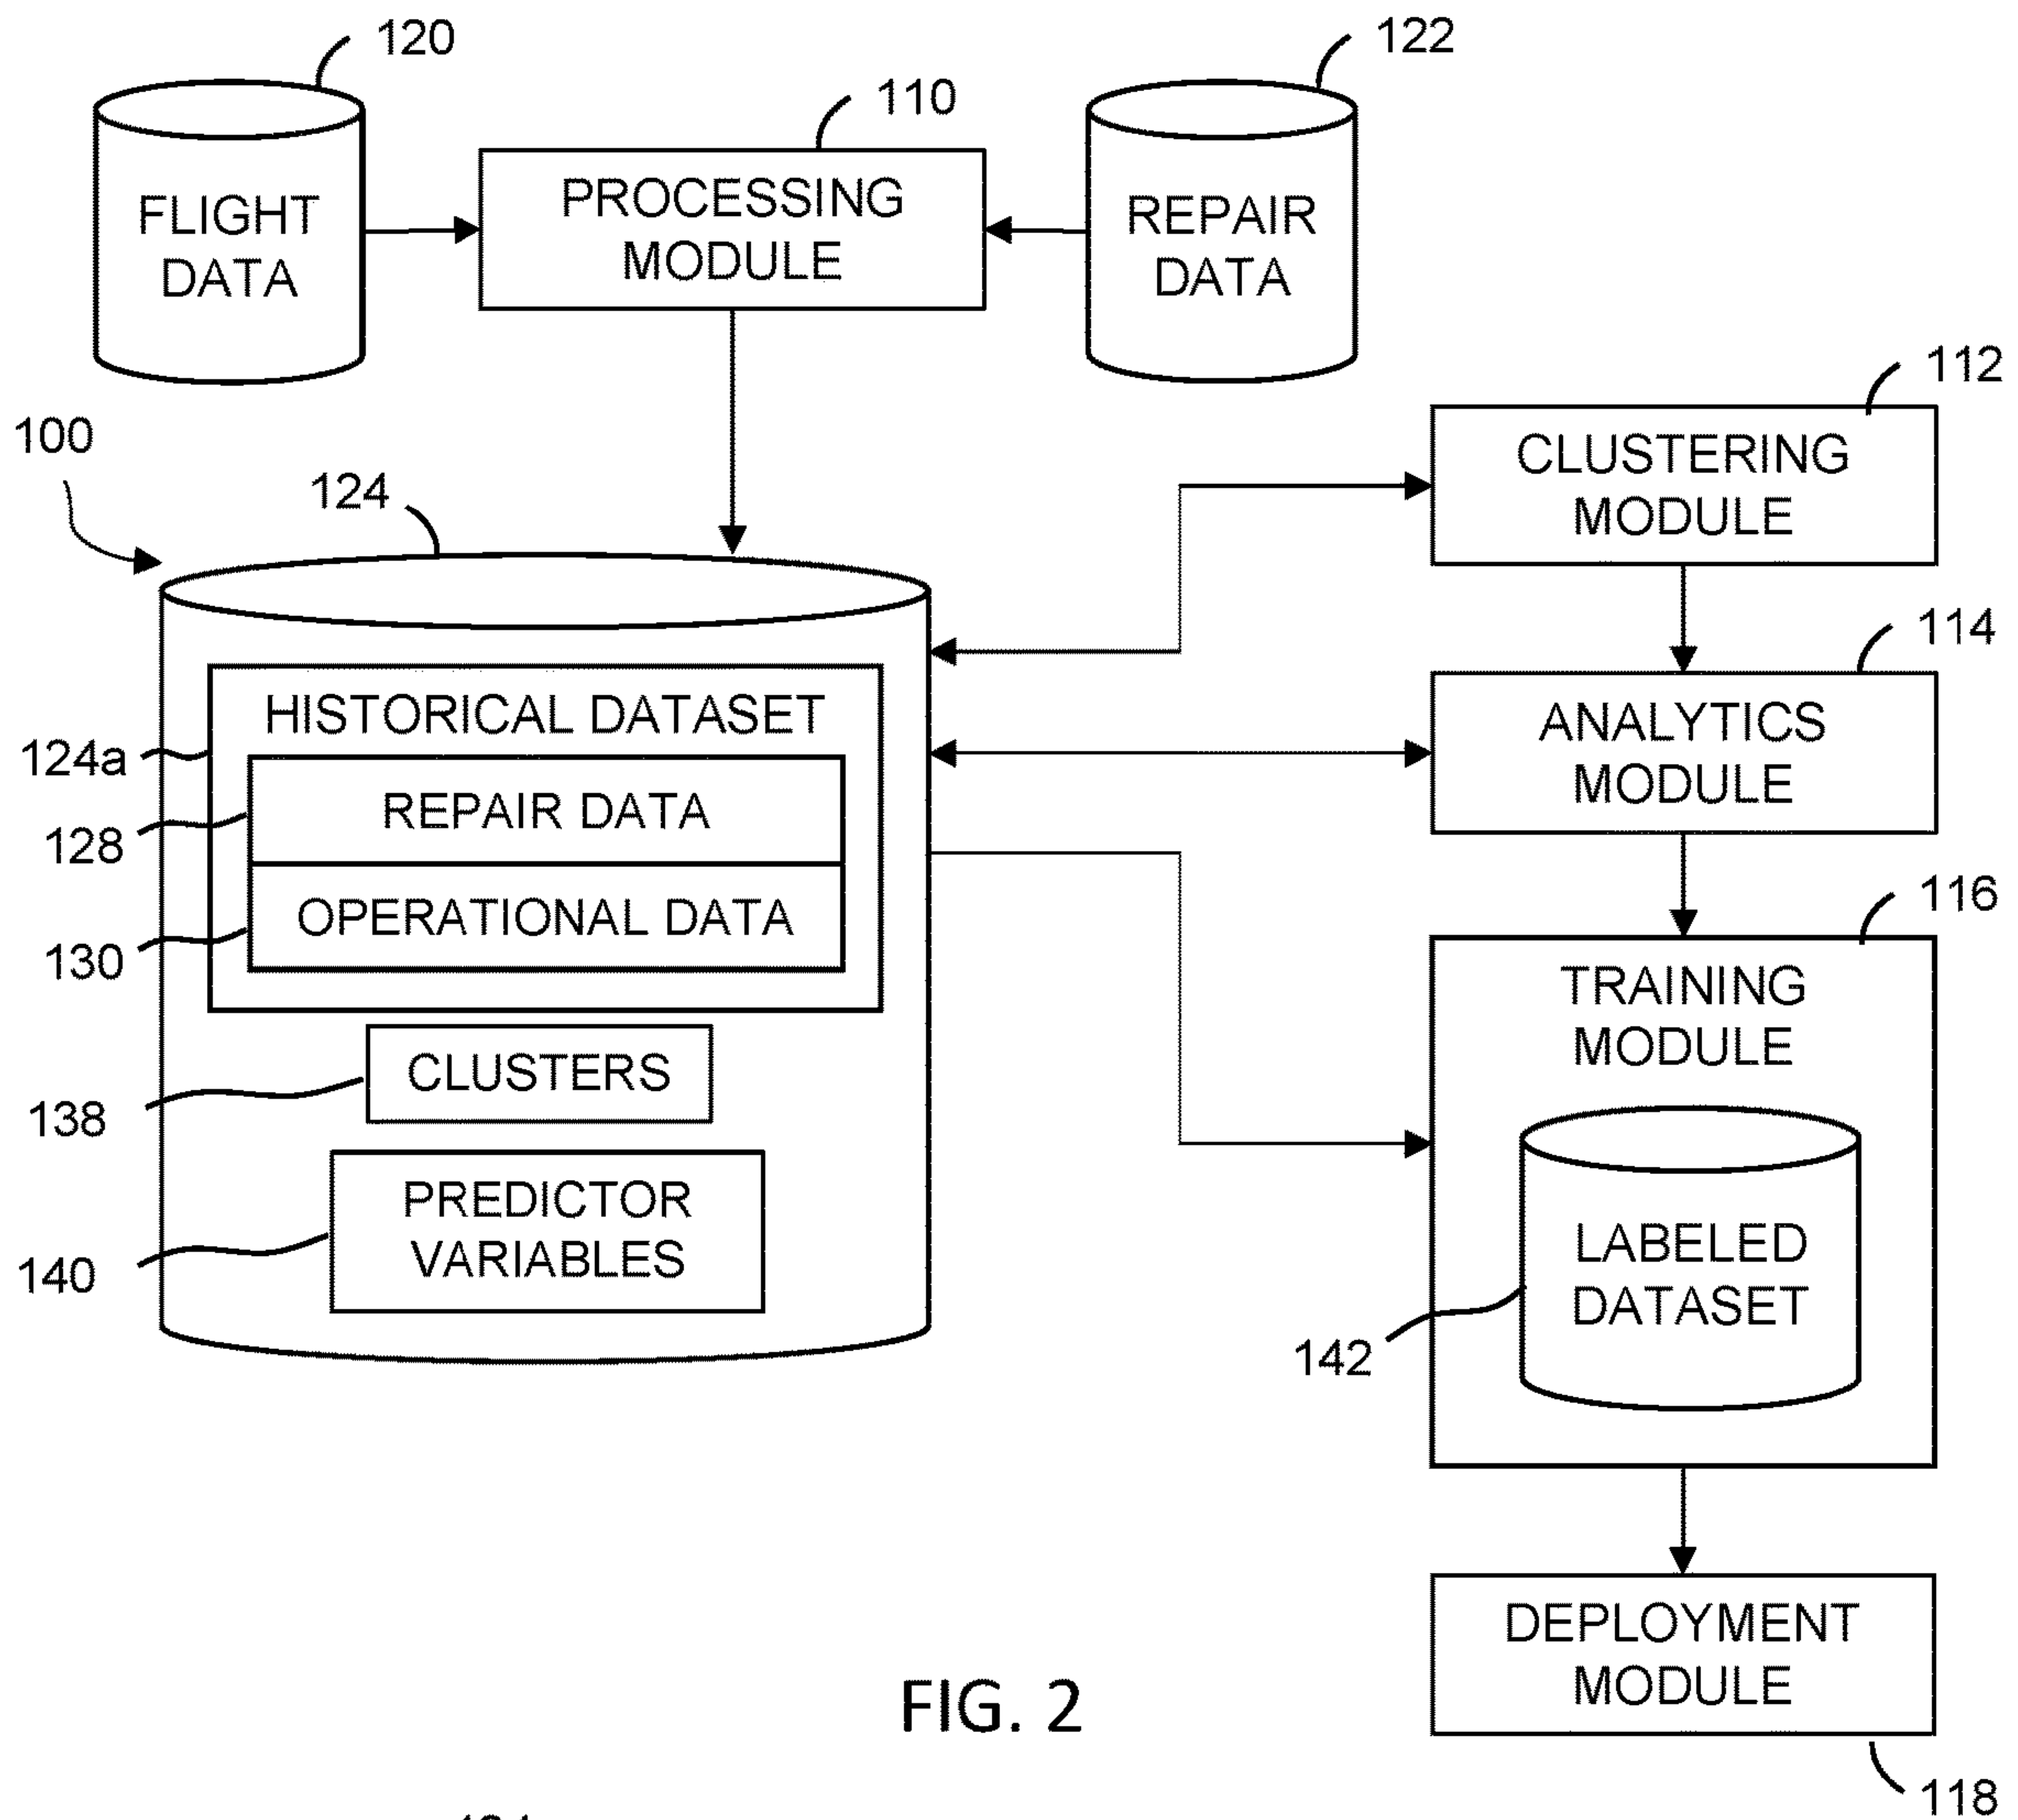 120
122
110
FLIGHT
DATA
PROCESSING
MODULE
REPAIR
DATA
112
100
CLUSTERING
MODULE
124
114
HISTORICAL DATASET
ANALYTICS
MODULE
124a
REPAIR DATA
128
116
OPERATIONAL DATA
130
TRAINING
MODULE
CLUSTERS
138
PREDICTOR
VARIABLES
140
LABELED
DATASET
142
DEPLOYMENT
MODULE
FIG. 2
118